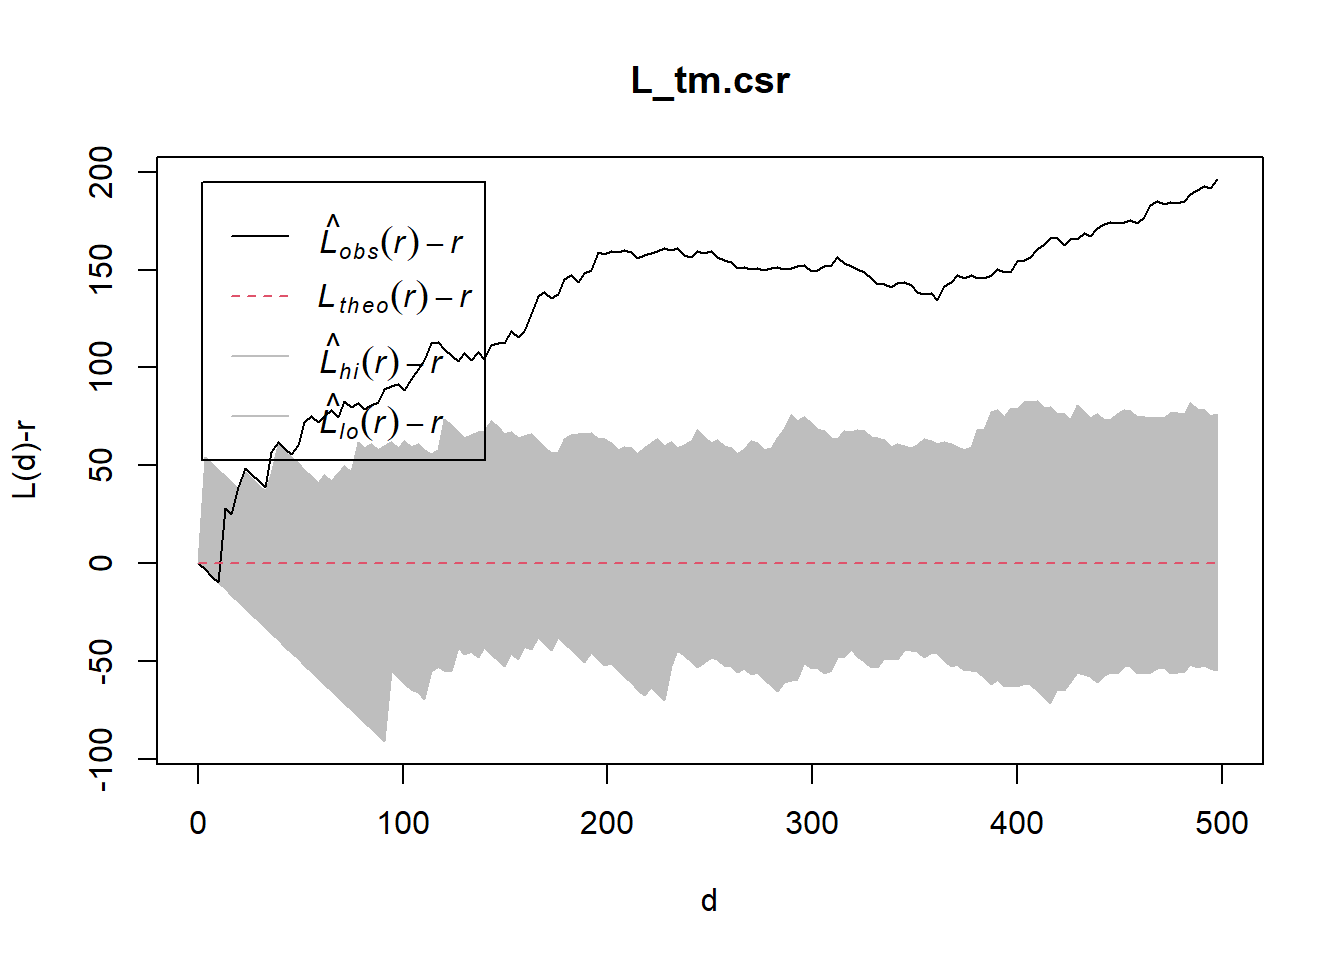 L_tm.csr
L̂obs(r) – r
Ltheo(r) – r
L̂hi(r) – r
L̂lo(r) – r
L(d)-r
200
150
100
50
0
-50
-100
0 100 200 300 400 500
d